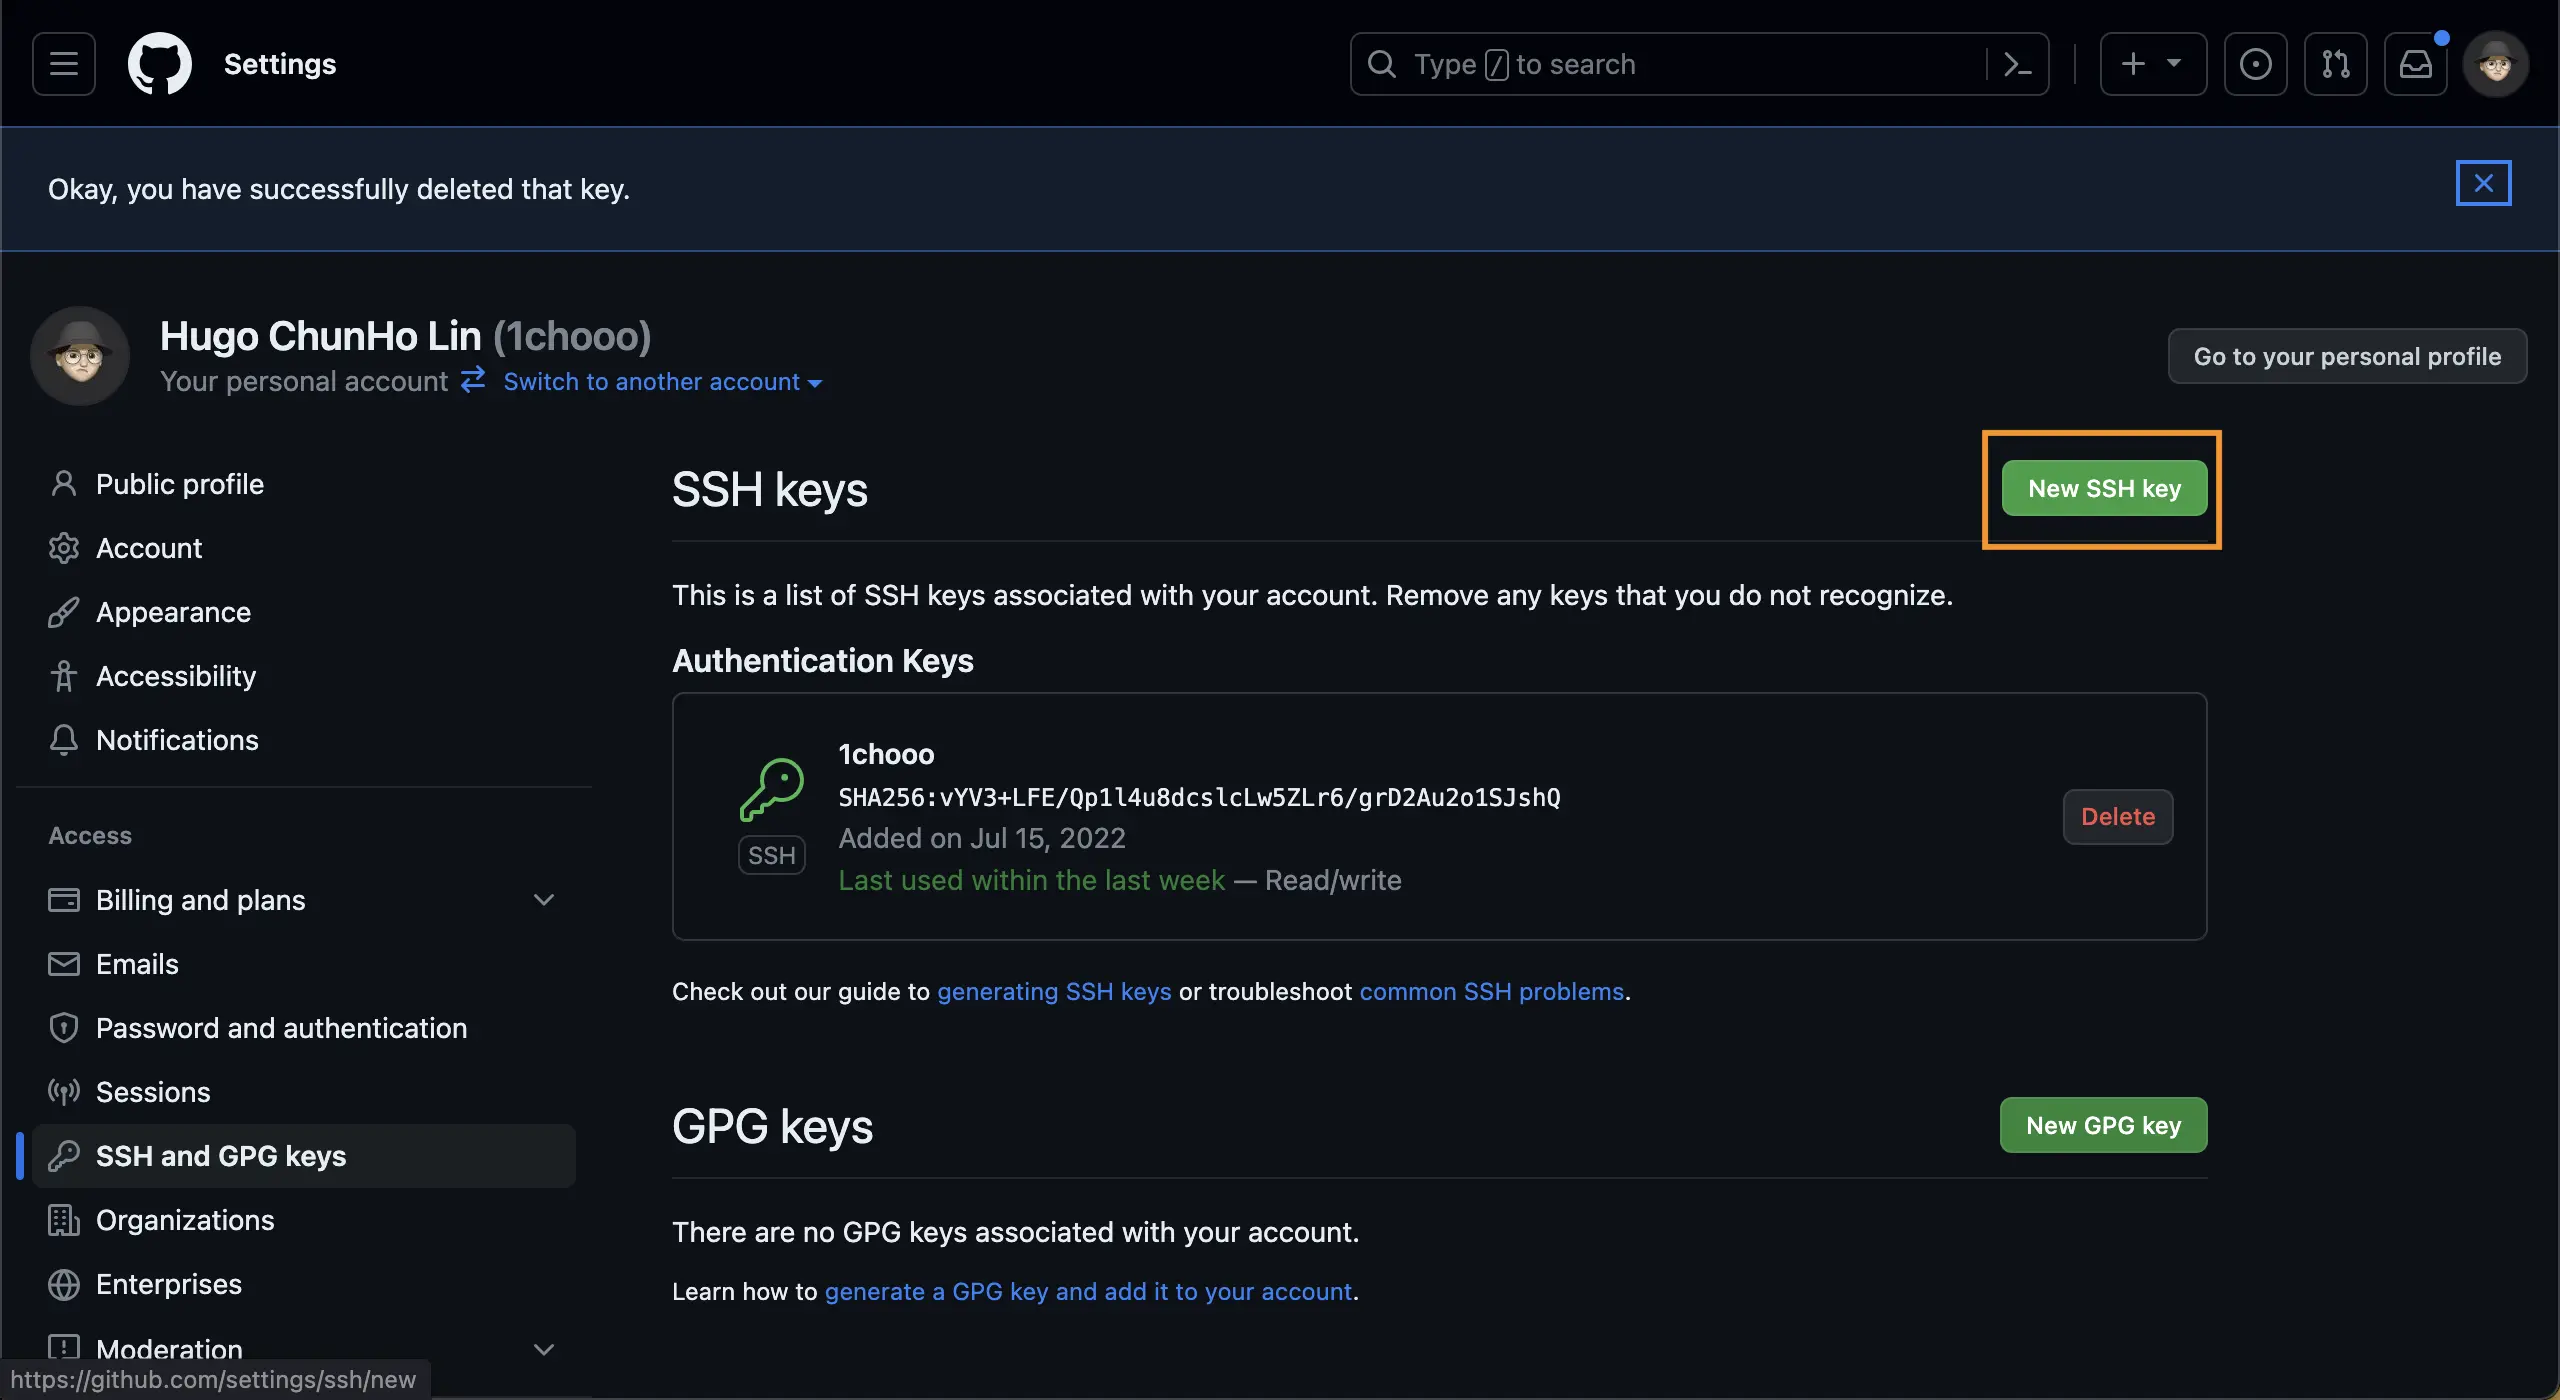 Settings
Type / to search
Okay, you have successfully deleted that key.
Hugo ChunHo Lin (1chooo)
Your personal account Switch to another account
Go to your personal profile
Public profile
Account
Appearance
Accessibility
Notifications
Access
Billing and plans
Emails
Password and authentication
Sessions
SSH and GPG keys
Organizations
Enterprises
Moderation
https://github.com/settings/ssh/new
SSH keys
New SSH key
This is a list of SSH keys associated with your account. Remove any keys that you do not recognize.
Authentication Keys
SSH
1chooo
SHA256:vYV3+LFE/Qp1l4u8dcslcLw5ZLr6/grD2Au2o1SJshQ
Added on Jul 15, 2022
Last used within the last week — Read/write
Delete
Check out our guide to generating SSH keys or troubleshoot common SSH problems.
GPG keys
New GPG key
There are no GPG keys associated with your account.
Learn how to generate a GPG key and add it to your account.